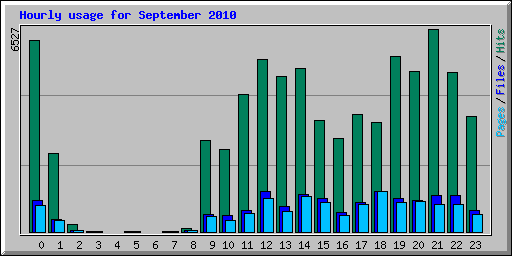 Hourly usage for September 2010
6527
Pages / Files / Hits
0 1 2 3 4 5 6 7 8 9 10 11 12 13 14 15 16 17 18 19 20 21 22 23